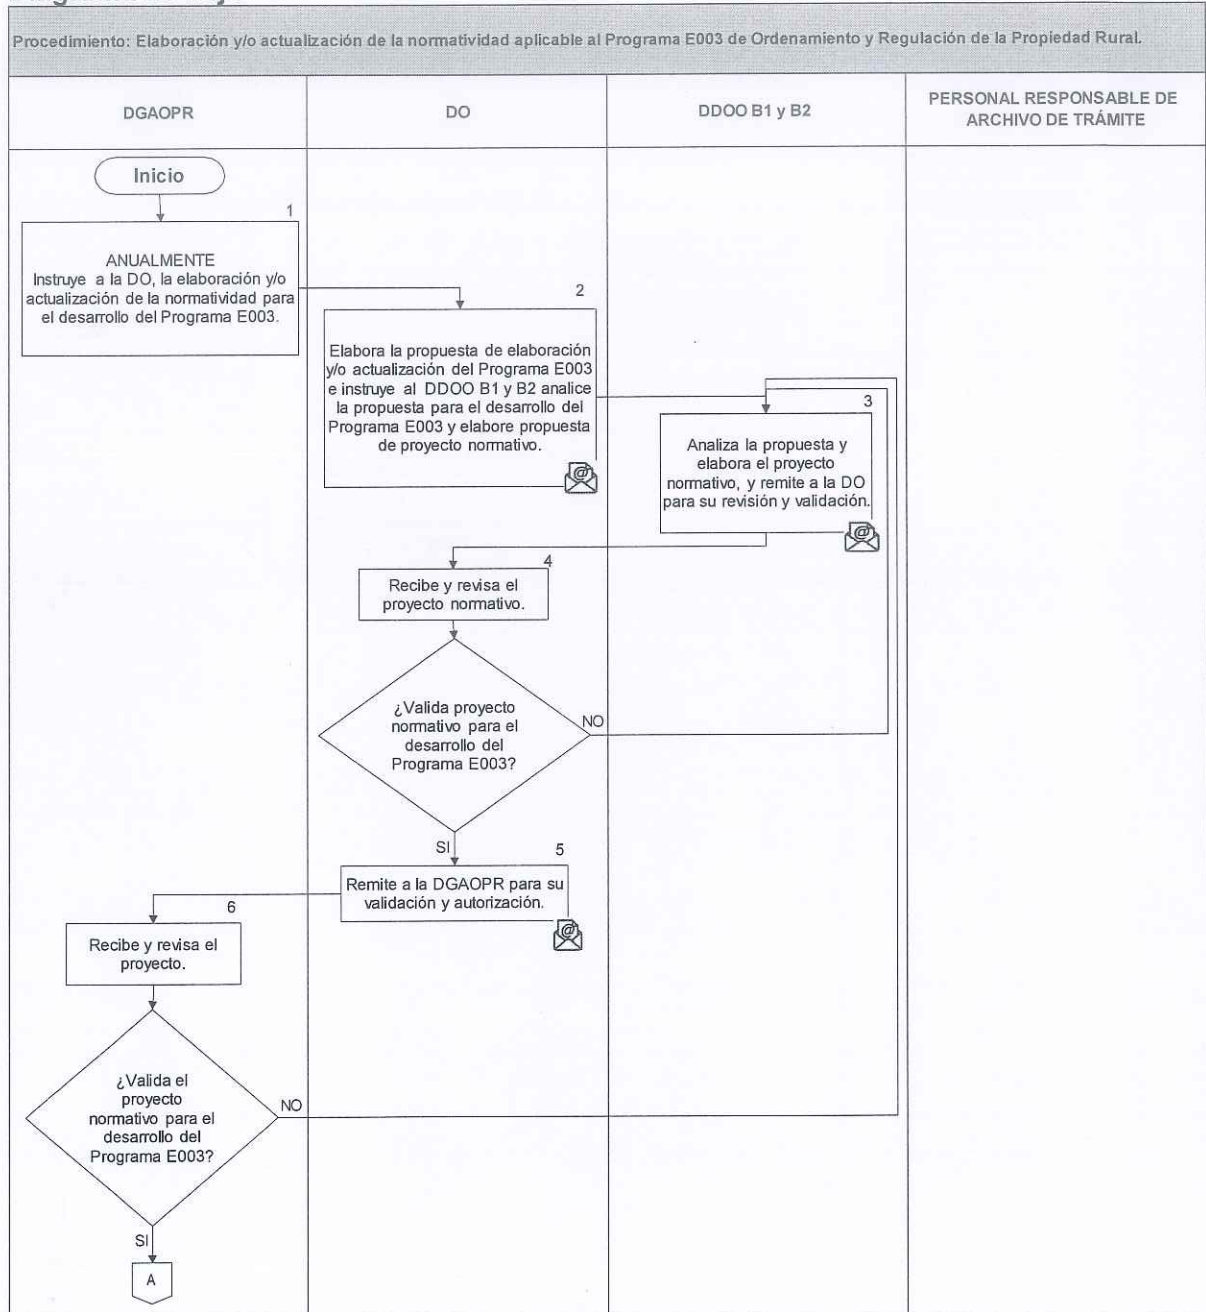 Procedimiento: Elaboración y/o actualización de la normatividad aplicable al Programa E003 de Ordenamiento y Regulación de la Propiedad Rural.
DGAOPR
DO
DDOO B1 y B2
PERSONAL RESPONSABLE DE
ARCHIVO DE TRÁMITE
Inicio
1
ANUALMENTE
Instruye a la DO, la elaboración y/o
actualización de la normatividad para
el desarrollo del Programa E003.
2
Elabora la propuesta de elaboración
y/o actualización del Programa E003
e instruye al DDOO B1 y B2 analice
la propuesta para el desarrollo del
Programa E003 y elabore propuesta
de proyecto normativo.
@
3
Analiza la propuesta y
elabora el proyecto
normativo, y remite a la DO
para su revisión y validación.
@
4
Recibe y revisa el
proyecto normativo.
¿Valida proyecto
normativo para el
desarrollo del
Programa E003?
NO
SI
5
Remite a la DGAOPR para su
validación y autorización.
@
6
Recibe y revisa el
proyecto.
¿Valida el
proyecto
normativo para el
desarrollo del
Programa E003?
NO
SI
A